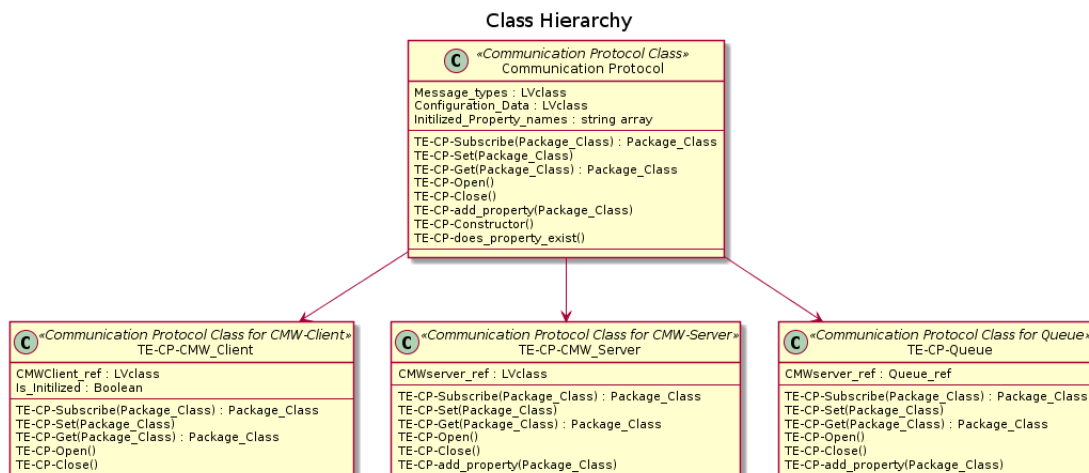 Class Hierarchy
C
«Communication Protocol Class»
Communication Protocol
Message_types : LVclass
Configuration_Data : LVclass
Initilized_Property_names : string array
TE-CP-Subscribe(Package_Class) : Package_Class
TE-CP-Set(Package_Class)
TE-CP-Get(Package_Class) : Package_Class
TE-CP-Open()
TE-CP-Close()
TE-CP-add_property(Package_Class)
TE-CP-Constructor()
TE-CP-does_property_exist()
C
«Communication Protocol Class for CMW-Client»
TE-CP-CMW_Client
CMWClient_ref : LVclass
Is_Initilized : Boolean
TE-CP-Subscribe(Package_Class) : Package_Class
TE-CP-Set(Package_Class)
TE-CP-Get(Package_Class) : Package_Class
TE-CP-Open()
TE-CP-Close()
C
«Communication Protocol Class for CMW-Server»
TE-CP-CMW_Server
CMWserver_ref : LVclass
TE-CP-Subscribe(Package_Class) : Package_Class
TE-CP-Set(Package_Class)
TE-CP-Get(Package_Class) : Package_Class
TE-CP-Open()
TE-CP-Close()
TE-CP-add_property(Package_Class)
C
«Communication Protocol Class for Queue»
TE-CP-Queue
CMWserver_ref : Queue_ref
TE-CP-Subscribe(Package_Class) : Package_Class
TE-CP-Set(Package_Class)
TE-CP-Get(Package_Class) : Package_Class
TE-CP-Open()
TE-CP-Close()
TE-CP-add_property(Package_Class)